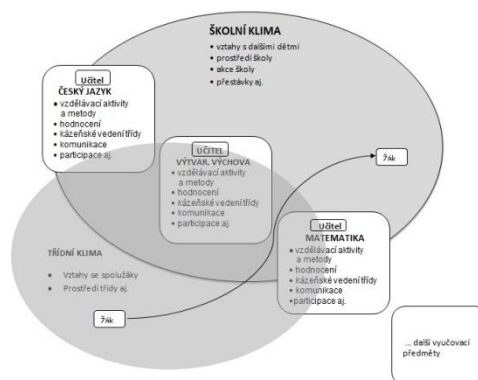 ŠKOLNÍ KLIMA
• vztahy s dalšími dětmi
• prostředí školy
• akce školy
• přestávky aj.
Učitel
ČESKÝ JAZYK
• vzdělávací aktivity
a metody
• hodnocení
• kázeňské vedení třídy
• komunikace
• participace aj.
UČITEL
VÝTVAR. VÝCHOVA
• vzdělávací aktivity
a metody
• hodnocení
• kázeňské vedení třídy
• komunikace
• participace aj.
Žák
Učitel
MATEMATIKA
• vzdělávací aktivity
a metody
• hodnocení
• kázeňské vedení třídy
• komunikace
•participace aj.
TŘÍDNÍ KLIMA
• Vztahy se spolužáky
• Prostředí třídy aj.
Žák
... další vyučovací
předměty